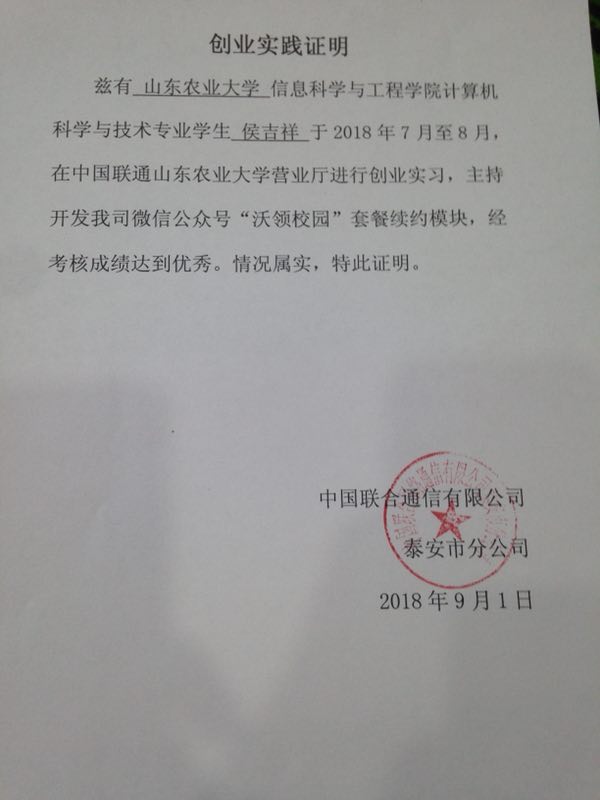 创业实践证明
兹有 山东农业大学 信息科学与工程学院计算机
科学与技术专业学生 侯吉祥 于 2018 年 7 月至 8 月，
在中国联通山东农业大学营业厅进行创业实习，主持
开发我司微信公众号“沃领校园”套餐续约模块，经
考核成绩达到优秀。情况属实，特此证明。
中国联合通信有限公司
泰安市分公司
2018 年 9 月 1 日